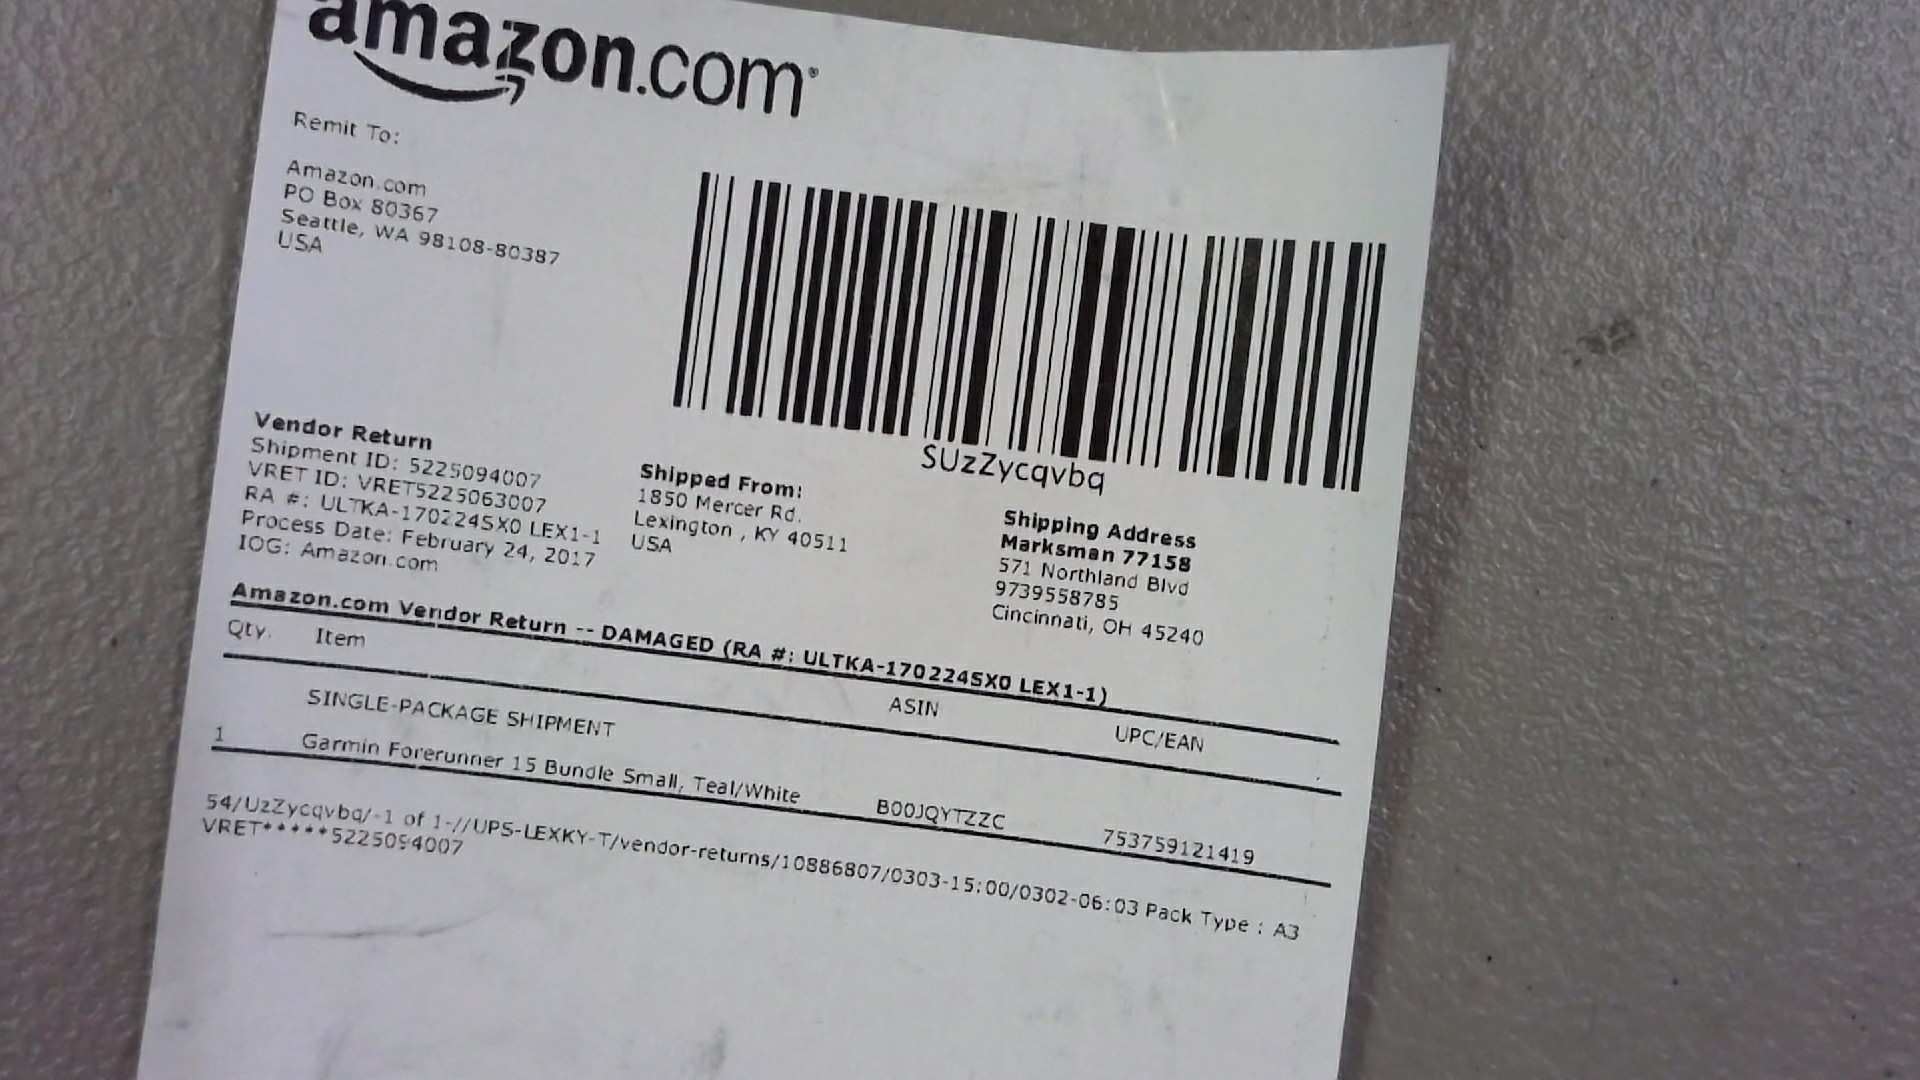 amazon.com
Remit To:
Amazon.com
PO Box 80367
Seattle, WA 98108-80387
USA
SUzZycqvbq
Vendor Return
Shipment ID: 5225094007
VRET ID: VRET5225063007
RA #: ULTKA-170224SX0 LEX1-1
Process Date: February 24, 2017
IOG: Amazon.com
Shipped From:
1850 Mercer Rd.
Lexington , KY 40511
USA
Shipping Address
Marksman 77158
571 Northland Blvd
9739558785
Cincinnati, OH 45240
Amazon.com Vendor Return -- DAMAGED (RA #: ULTKA-170224SX0 LEX1-1)
Qty. Item ASIN UPC/EAN
SINGLE-PACKAGE SHIPMENT
1 Garmin Forerunner 15 Bundle Small, Teal/White B00JQYTZZC 753759121419
54/UzZycqvbq/-1 of 1-//UPS-LEXKY-T/vendor-returns/10886807/0303-15:00/0302-06:03 Pack Type : A3
VRET*****5225094007